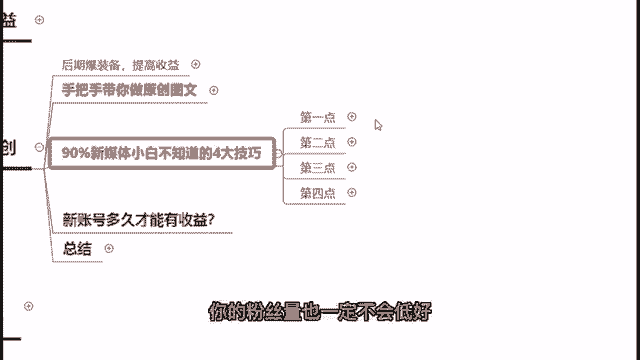 益
后期爆装备，提高收益
手把手带你做原创图文
创
90%新媒体小白不知道的4大技巧
第一点
第二点
第三点
第四点
新账号多久才能有收益？
总结
你的粉丝量也一定不会低好